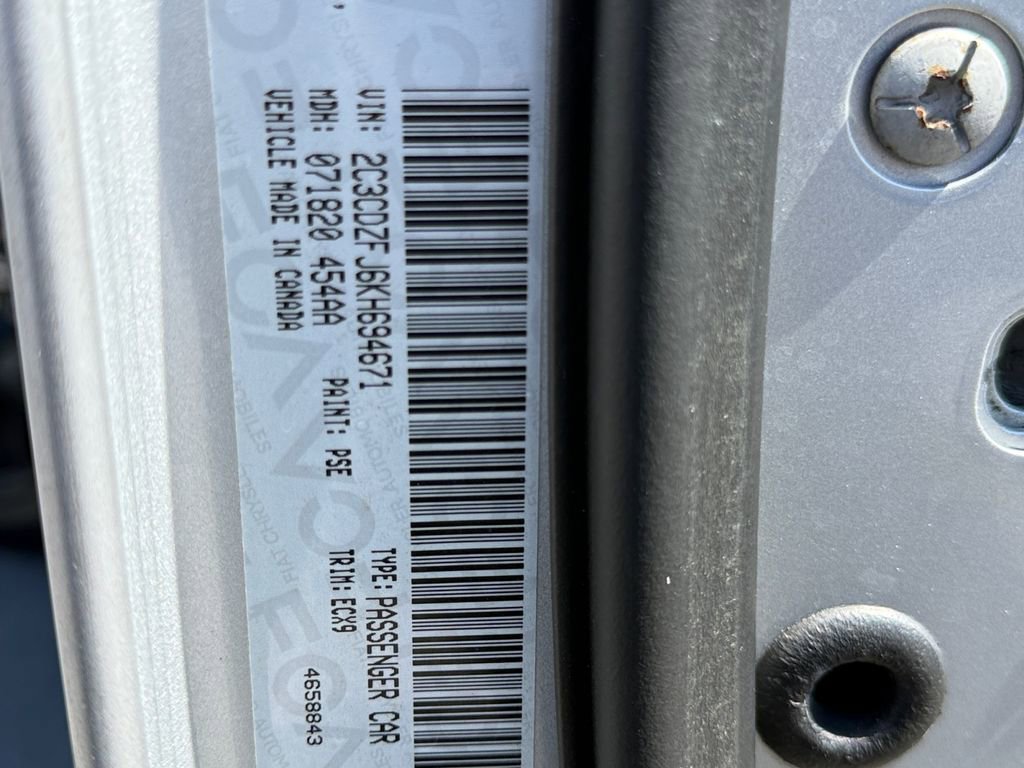 VIN: 2C3CDZFJ6KH694671 TYPE: PASSENGER CAR
MDH: 071820 454AA PAINT: PSE TRIM: ECX9
VEHICLE MADE IN CANADA 4658843